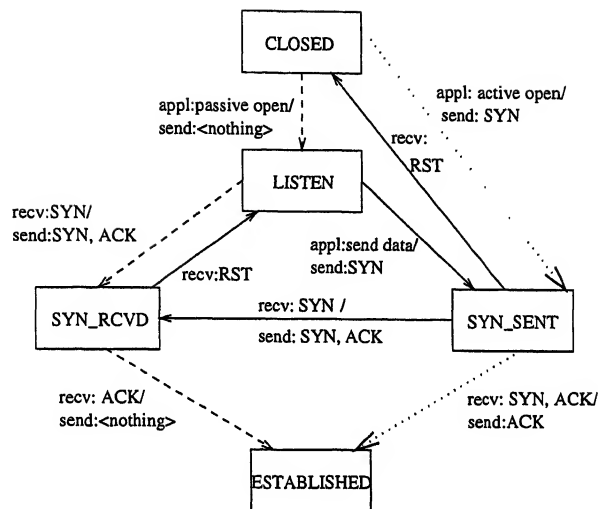 CLOSED
appl: active open/
send: SYN
appl:passive open/
send:<nothing>
recv:
RST
LISTEN
recv:SYN/
send:SYN, ACK
appl:send data/
send:SYN
recv:RST
SYN_RCVD
recv: SYN /
send: SYN, ACK
SYN_SENT
recv: ACK/
send:<nothing>
recv: SYN, ACK/
send:ACK
ESTABLISHED